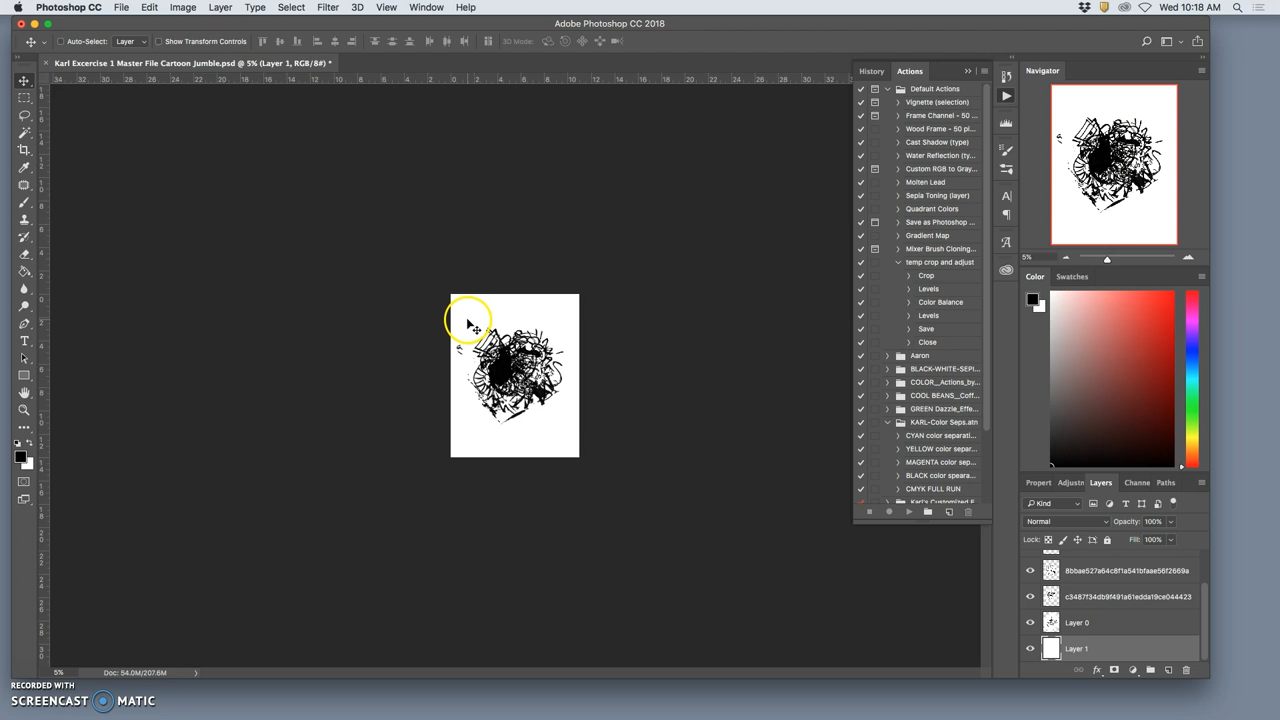 Photoshop CC File Edit Image Layer Type Select Filter 3D View Window Help Wed 10:18 AM
Adobe Photoshop CC 2018
Auto-Select: Layer Show Transform Controls 3D Mode:
Karl Excercise 1 Master File Cartoon Jumble.psd @ 5% (Layer 1, RGB/8#) *
History Actions
Default Actions
Vignette (selection)
Frame Channel - 50 ...
Wood Frame - 50 pi...
Cast Shadow (type)
Water Reflection (ty...
Custom RGB to Gray...
Molten Lead
Sepia Toning (layer)
Quadrant Colors
Save as Photoshop ...
Gradient Map
Mixer Brush Cloning...
temp crop and adjust
Crop
Levels
Color Balance
Levels
Save
Close
Aaron
BLACK-WHITE-SEPI...
COLOR__Actions_by...
COOL BEANS__Coff...
GREEN Dazzle_Effe...
KARL-Color Seps.atn
CYAN color separati...
YELLOW color separ...
MAGENTA color sep...
BLACK color speara...
CMYK FULL RUN
Karl's Customized E...
Navigator
5%
Color Swatches
Propert Adjustm Layers Channe Paths
Kind
Normal Opacity: 100%
Lock: Fill: 100%
8bbae527a64c8f1a541bfaae56f2669a
c3487f34db9f491a61edda19ce044423
Layer 0
Layer 1
5% Doc: 54.0M/207.6M
RECORDED WITH
SCREENCAST MATIC